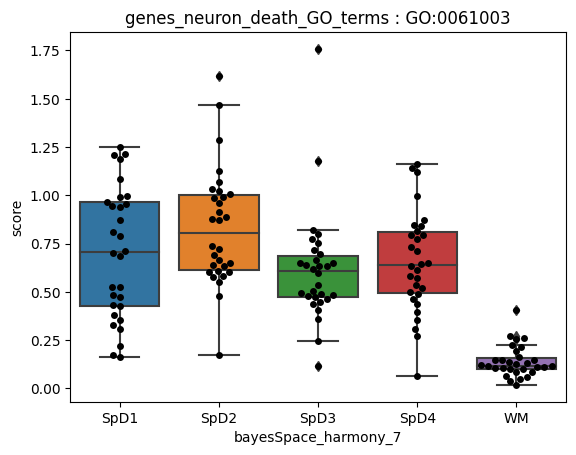 genes_neuron_death_GO_terms : GO:0061003
score
1.75
1.50
1.25
1.00
0.75
0.50
0.25
0.00
SpD1 SpD2 SpD3 SpD4 WM
bayesSpace_harmony_7